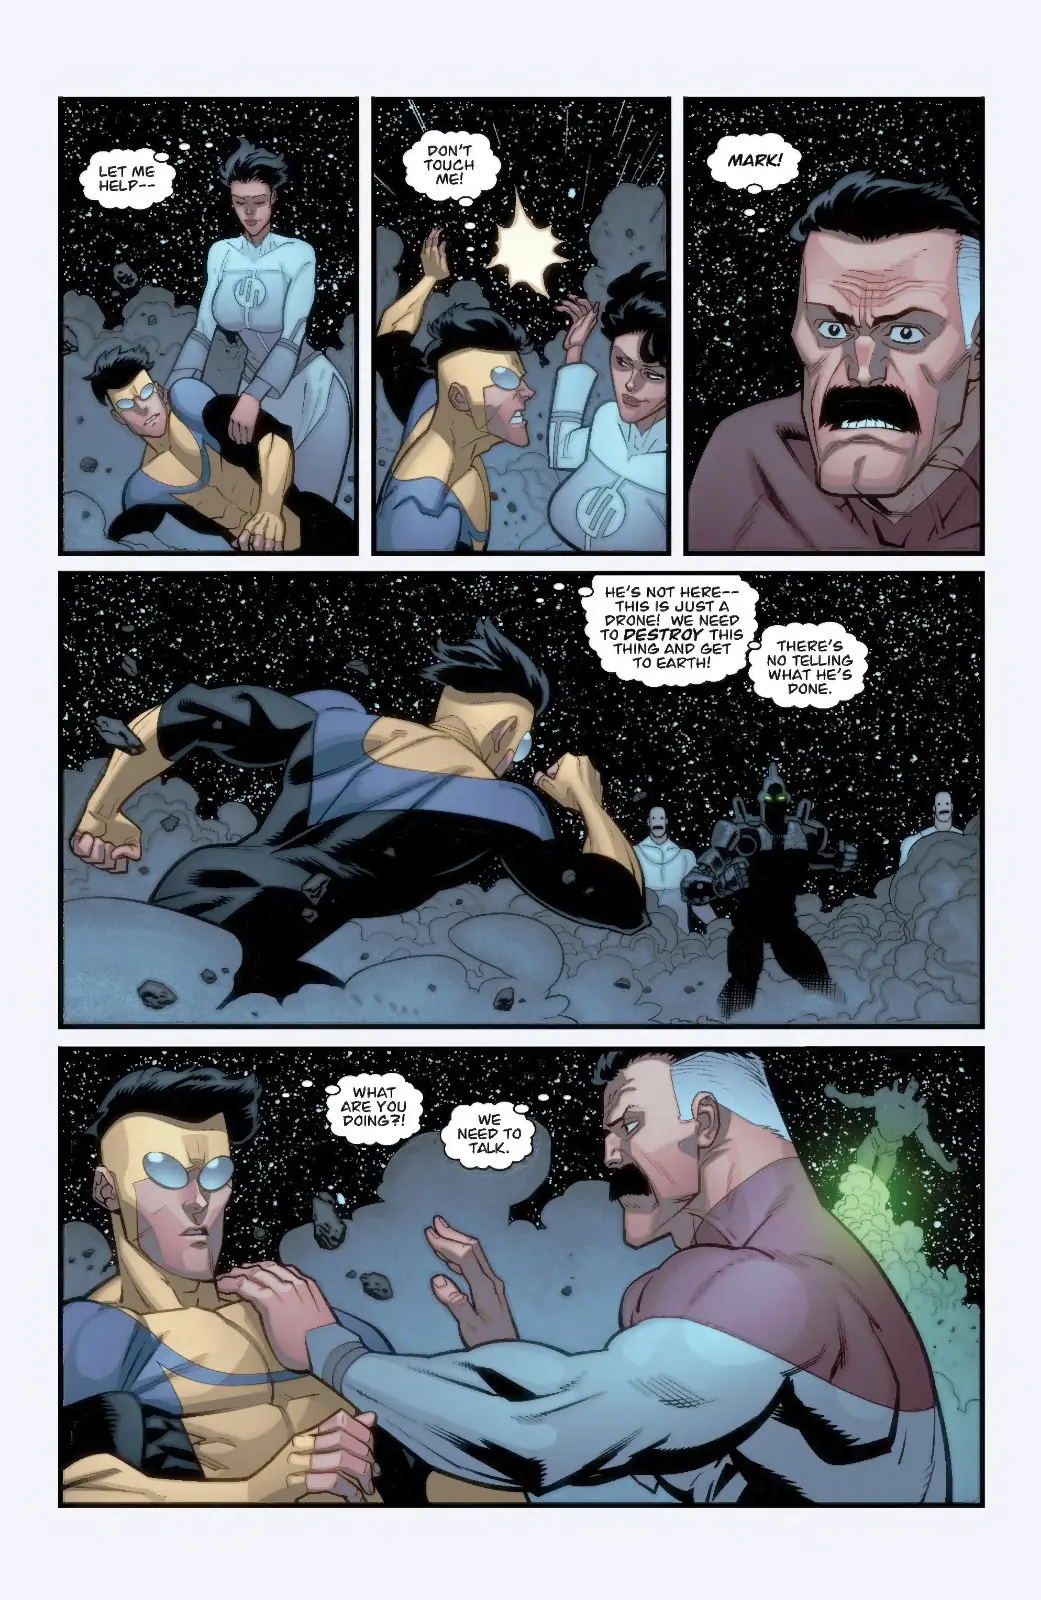 LET ME
HELP--
DON'T
TOUCH
ME!
MARK!
HE'S NOT HERE--
THIS IS JUST A
DRONE! WE NEED
TO DESTROY THIS
THING AND GET
TO EARTH!
THERE'S
NO TELLING
WHAT HE'S
DONE.
WHAT
ARE YOU
DOING?!
WE
NEED TO
TALK.